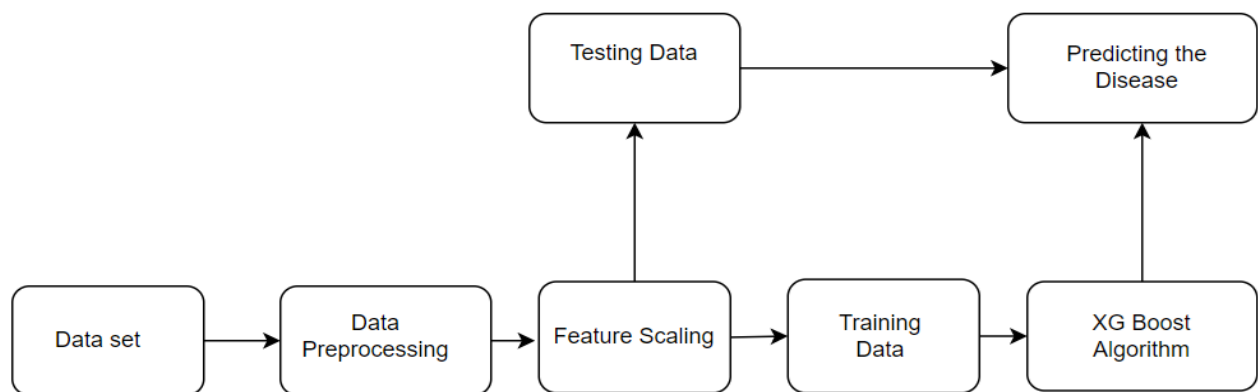 Testing Data
Predicting the
Disease
Data set
Data
Preprocessing
Feature Scaling
Training
Data
XG Boost
Algorithm